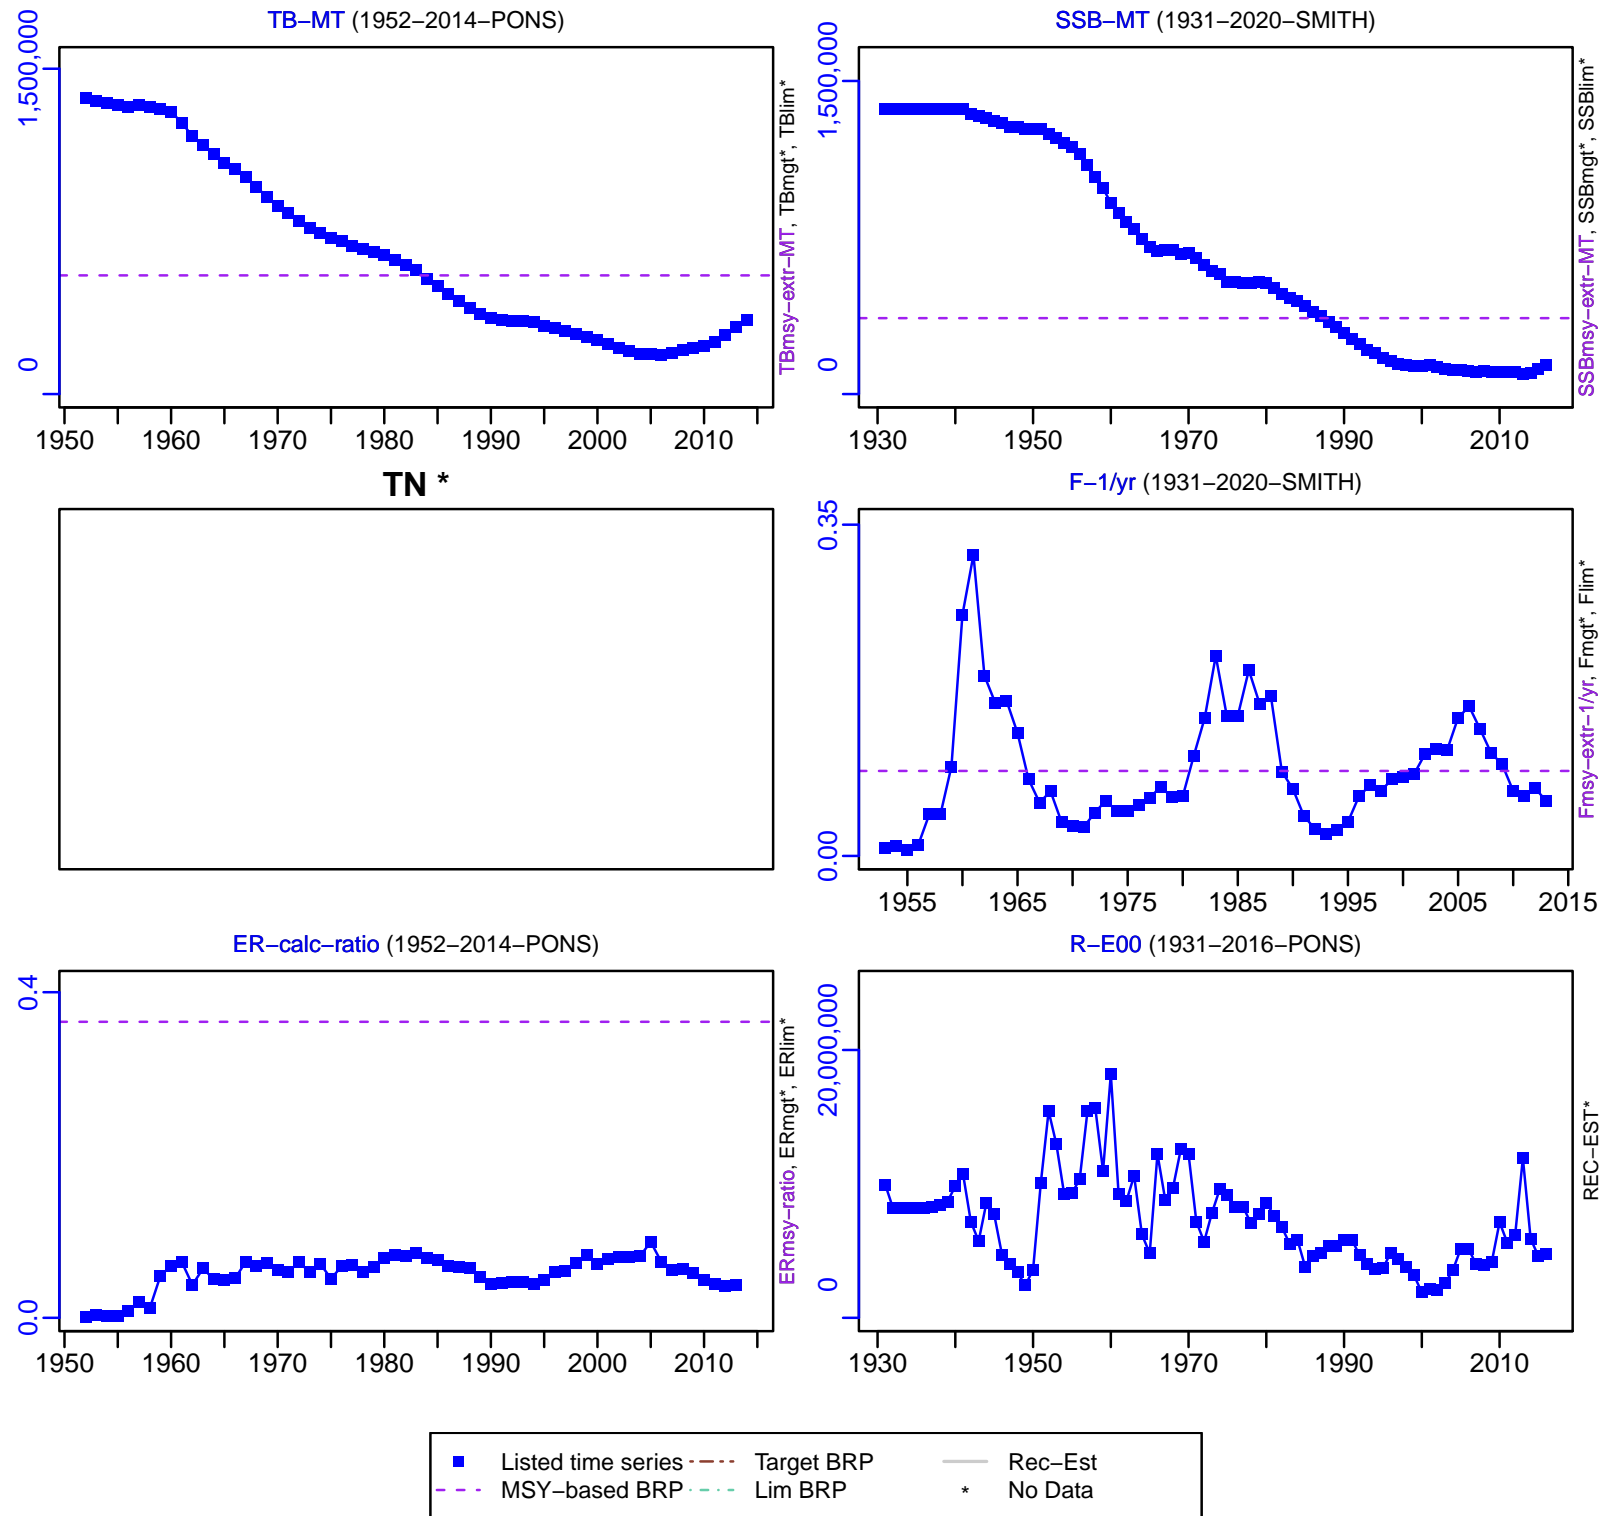 TB−MT (1952−2014−PONS)
1,500,000
0
1950 1960 1970 1980 1990 2000 2010
TBmsy−extr−MT, TBmgt*, TBlim*
SSB−MT (1931−2020−SMITH)
1,500,000
0
1930 1950 1970 1990 2010
SSBmsy−extr−MT, SSBmgt*, SSBlim*
TN *
F−1/yr (1931−2020−SMITH)
0.35
0.00
1955 1965 1975 1985 1995 2005 2015
Fmsy−extr−1/yr, Fmgt*, Flim*
ER−calc−ratio (1952−2014−PONS)
0.4
0.0
1950 1960 1970 1980 1990 2000 2010
ERmsy−ratio, ERmgt*, ERlim*
R−E00 (1931−2016−PONS)
20,000,000
0
1930 1950 1970 1990 2010
REC−EST*
Listed time series Target BRP Rec−Est
MSY−based BRP Lim BRP * No Data